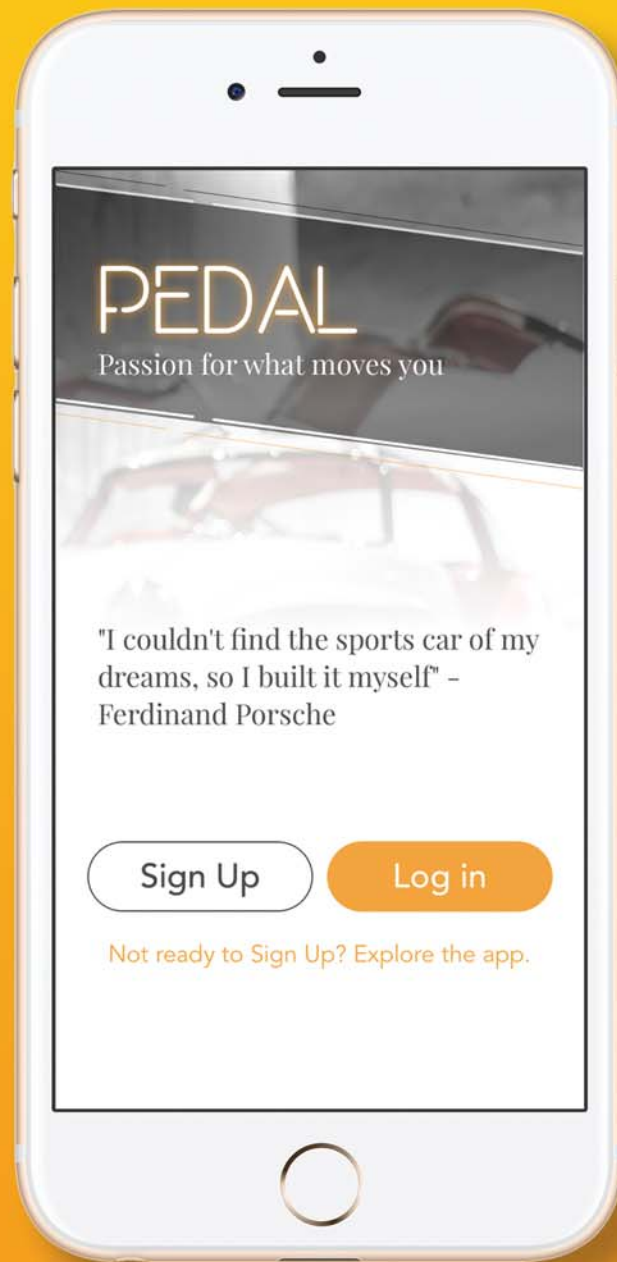 PEDAL
Passion for what moves you
"I couldn't find the sports car of my
dreams, so I built it myself" -
Ferdinand Porsche
Sign Up
Log in
Not ready to Sign Up? Explore the app.